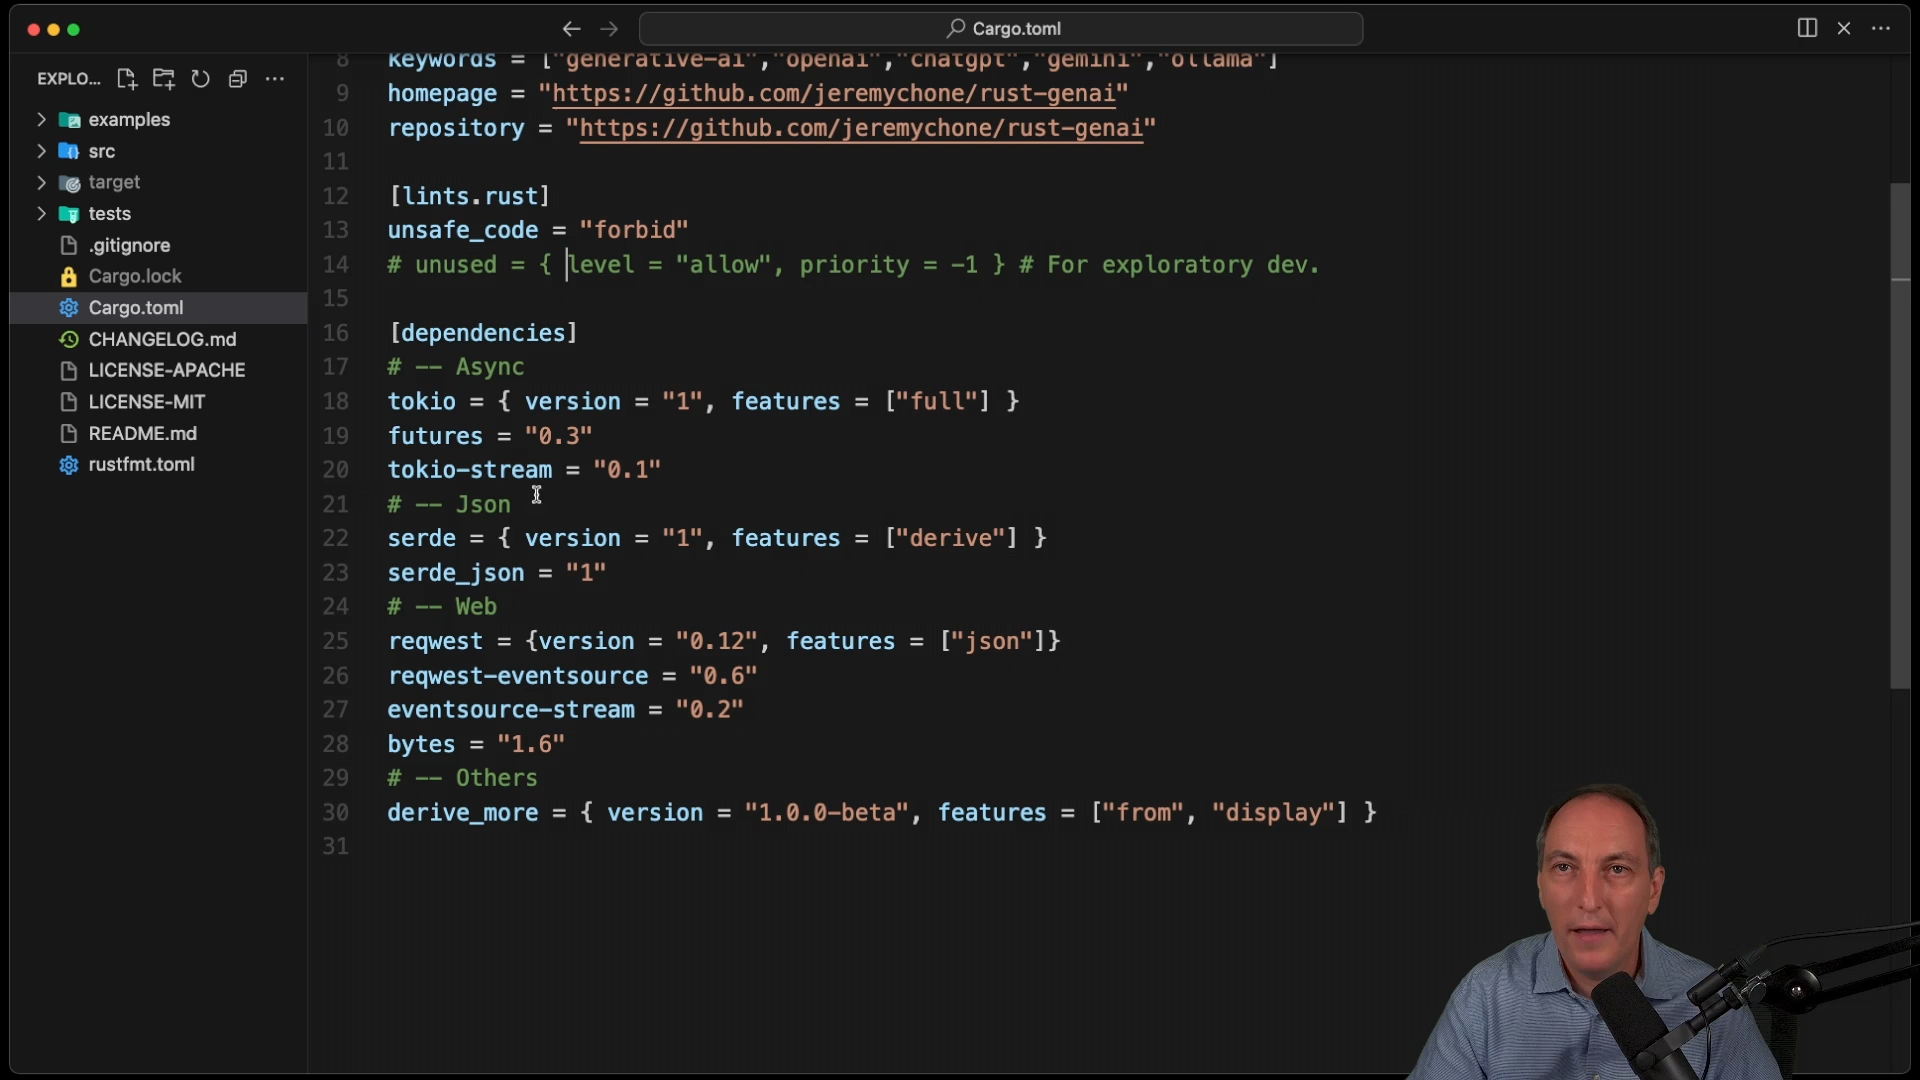 Cargo.toml
EXPLO...
examples
src
target
tests
.gitignore
Cargo.lock
Cargo.toml
CHANGELOG.md
LICENSE-APACHE
LICENSE-MIT
README.md
rustfmt.toml
8 keywords = ["generative-ai","openai","chatgpt","gemini","ollama"]
9 homepage = "https://github.com/jeremychone/rust-genai"
10 repository = "https://github.com/jeremychone/rust-genai"
11
12 [lints.rust]
13 unsafe_code = "forbid"
14 # unused = { level = "allow", priority = -1 } # For exploratory dev.
15
16 [dependencies]
17 # -- Async
18 tokio = { version = "1", features = ["full"] }
19 futures = "0.3"
20 tokio-stream = "0.1"
21 # -- Json
22 serde = { version = "1", features = ["derive"] }
23 serde_json = "1"
24 # -- Web
25 reqwest = {version = "0.12", features = ["json"]}
26 reqwest-eventsource = "0.6"
27 eventsource-stream = "0.2"
28 bytes = "1.6"
29 # -- Others
30 derive_more = { version = "1.0.0-beta", features = ["from", "display"] }
31